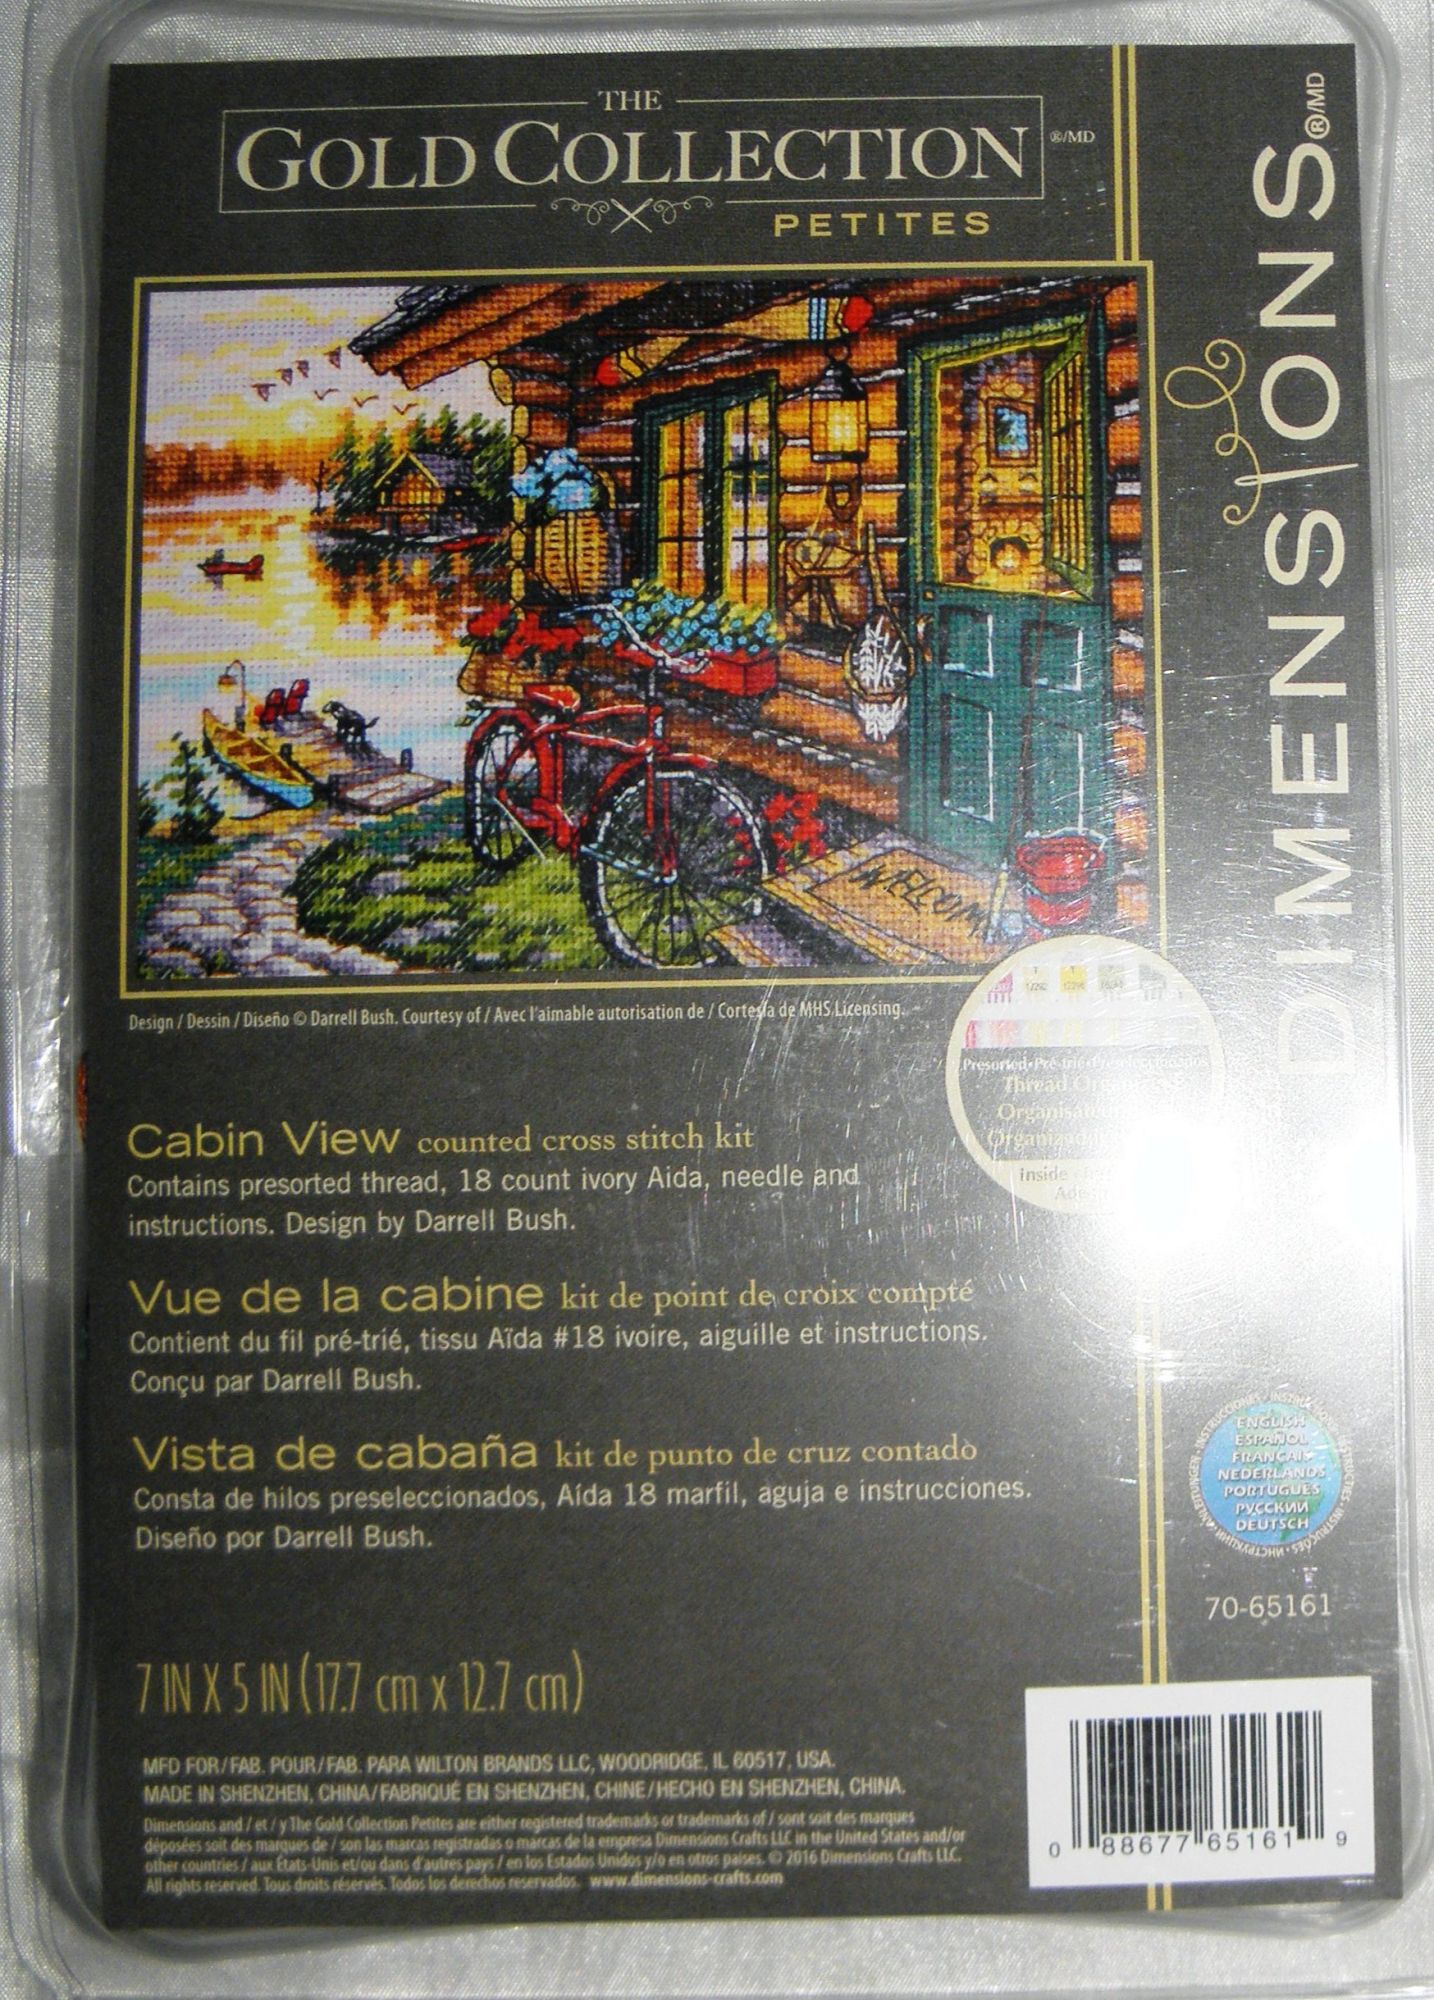 THE
GOLD COLLECTION ®/MD
PETITES
DIMENSIONS®/MD
WELCOM
Design / Dessin / Diseño © Darrell Bush. Courtesy of / Avec l'aimable autorisation de / Cortesía de MHS Licensing.
12292
Thread
Inside
Cabin View counted cross stitch kit
Contains presorted thread, 18 count ivory Aida, needle and
instructions. Design by Darrell Bush.
Vue de la cabine kit de point de croix compté
Contient du fil pré-trié, tissu Aïda #18 ivoire, aiguille et instructions.
Conçu par Darrell Bush.
Vista de cabaña kit de punto de cruz contado
Consta de hilos preseleccionados, Aída 18 marfil, aguja e instrucciones.
Diseño por Darrell Bush.
ENGLISH
ESPAÑOL
FRANÇAIS
NEDERLANDS
PORTUGUES
РУССКИЙ
DEUTSCH
70-65161
7 IN X 5 IN (17.7 cm x 12.7 cm)
MFD FOR/FAB. POUR/FAB. PARA WILTON BRANDS LLC, WOODRIDGE, IL 60517, USA.
MADE IN SHENZHEN, CHINA/FABRIQUÉ EN SHENZHEN, CHINE/HECHO EN SHENZHEN, CHINA.
Dimensions and / et / y The Gold Collection Petites are either registered trademarks or trademarks of / sont soit des marques
déposées soit des marques de / son las marcas registradas o marcas de la empresa Dimensions Crafts LLC in the United States and/or
other countries / aux États-Unis et/ou dans d'autres pays / en los Estados Unidos y/o en otros países. © 2016 Dimensions Crafts LLC.
All rights reserved. Tous droits réservés. Todos los derechos reservados. www.dimensions-crafts.com
0 88677 65161 9